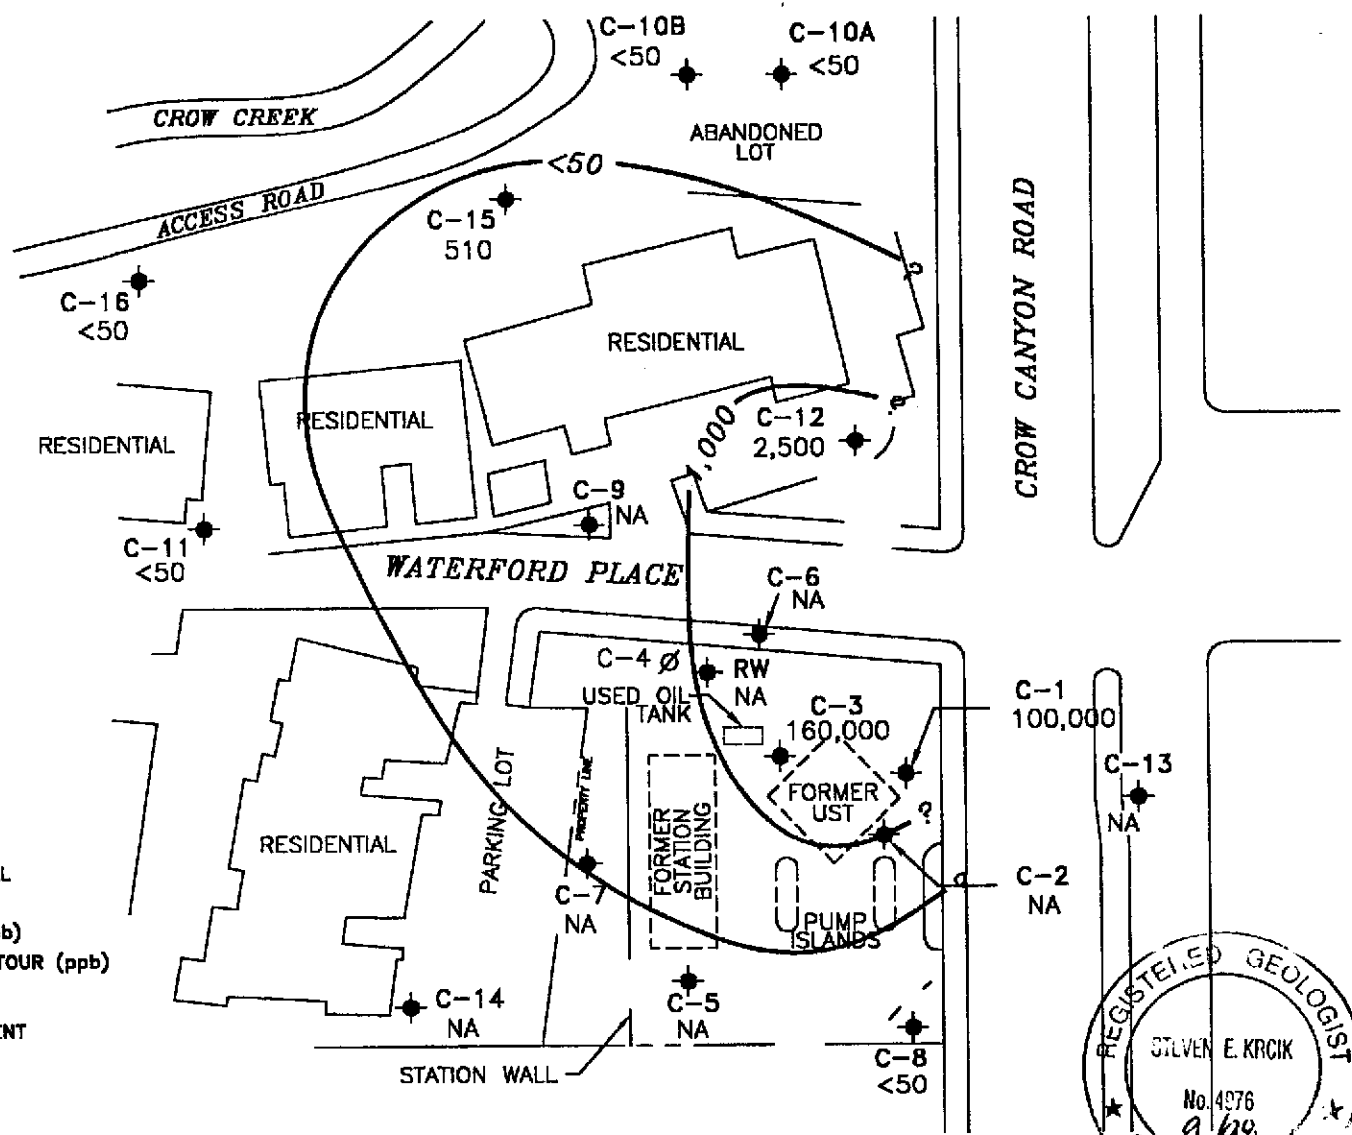 C-10B
<50
C-10A
<50
CROW CREEK
ABANDONED
LOT
<50
ACCESS ROAD
C-15
510
C-16
<50
CROW CANYON ROAD
RESIDENTIAL
RESIDENTIAL
RESIDENTIAL
1,000
C-12
2,500
C-9
NA
C-11
<50
WATERFORD PLACE
C-6
NA
C-4
RW
NA
USED OIL
TANK
C-3
160,000
C-1
100,000
C-13
NA
FORMER
UST
?
PROPERTY LINE
PARKING LOT
FORMER
STATION
BUILDING
RESIDENTIAL
C-7
NA
C-2
NA
PUMP
ISLANDS
L
b)
TOUR (ppb)
C-14
NA
C-5
NA
C-8
<50
ENT
STATION WALL
REGISTERED GEOLOGIST
STEVEN E. KRCIK
No. 4976